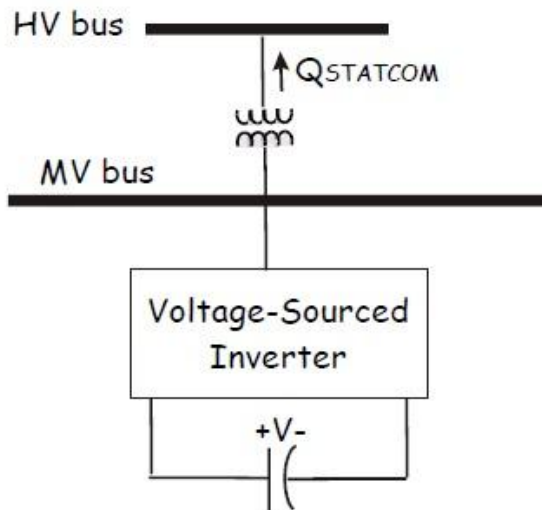 HV bus
QSTATCOM
MV bus
Voltage-Sourced
Inverter
+V-